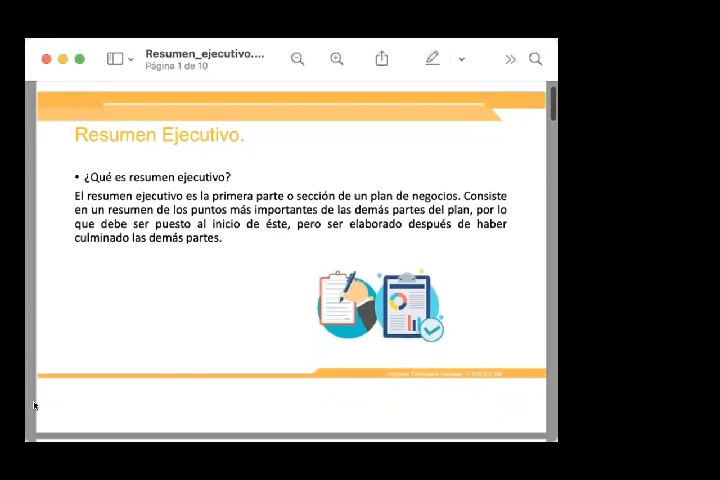 Resumen_ejecutivo....
Página 1 de 10
Resumen Ejecutivo.
• ¿Qué es resumen ejecutivo?
El resumen ejecutivo es la primera parte o sección de un plan de negocios. Consiste
en un resumen de los puntos más importantes de las demás partes del plan, por lo
que debe ser puesto al inicio de éste, pero ser elaborado después de haber
culminado las demás partes.